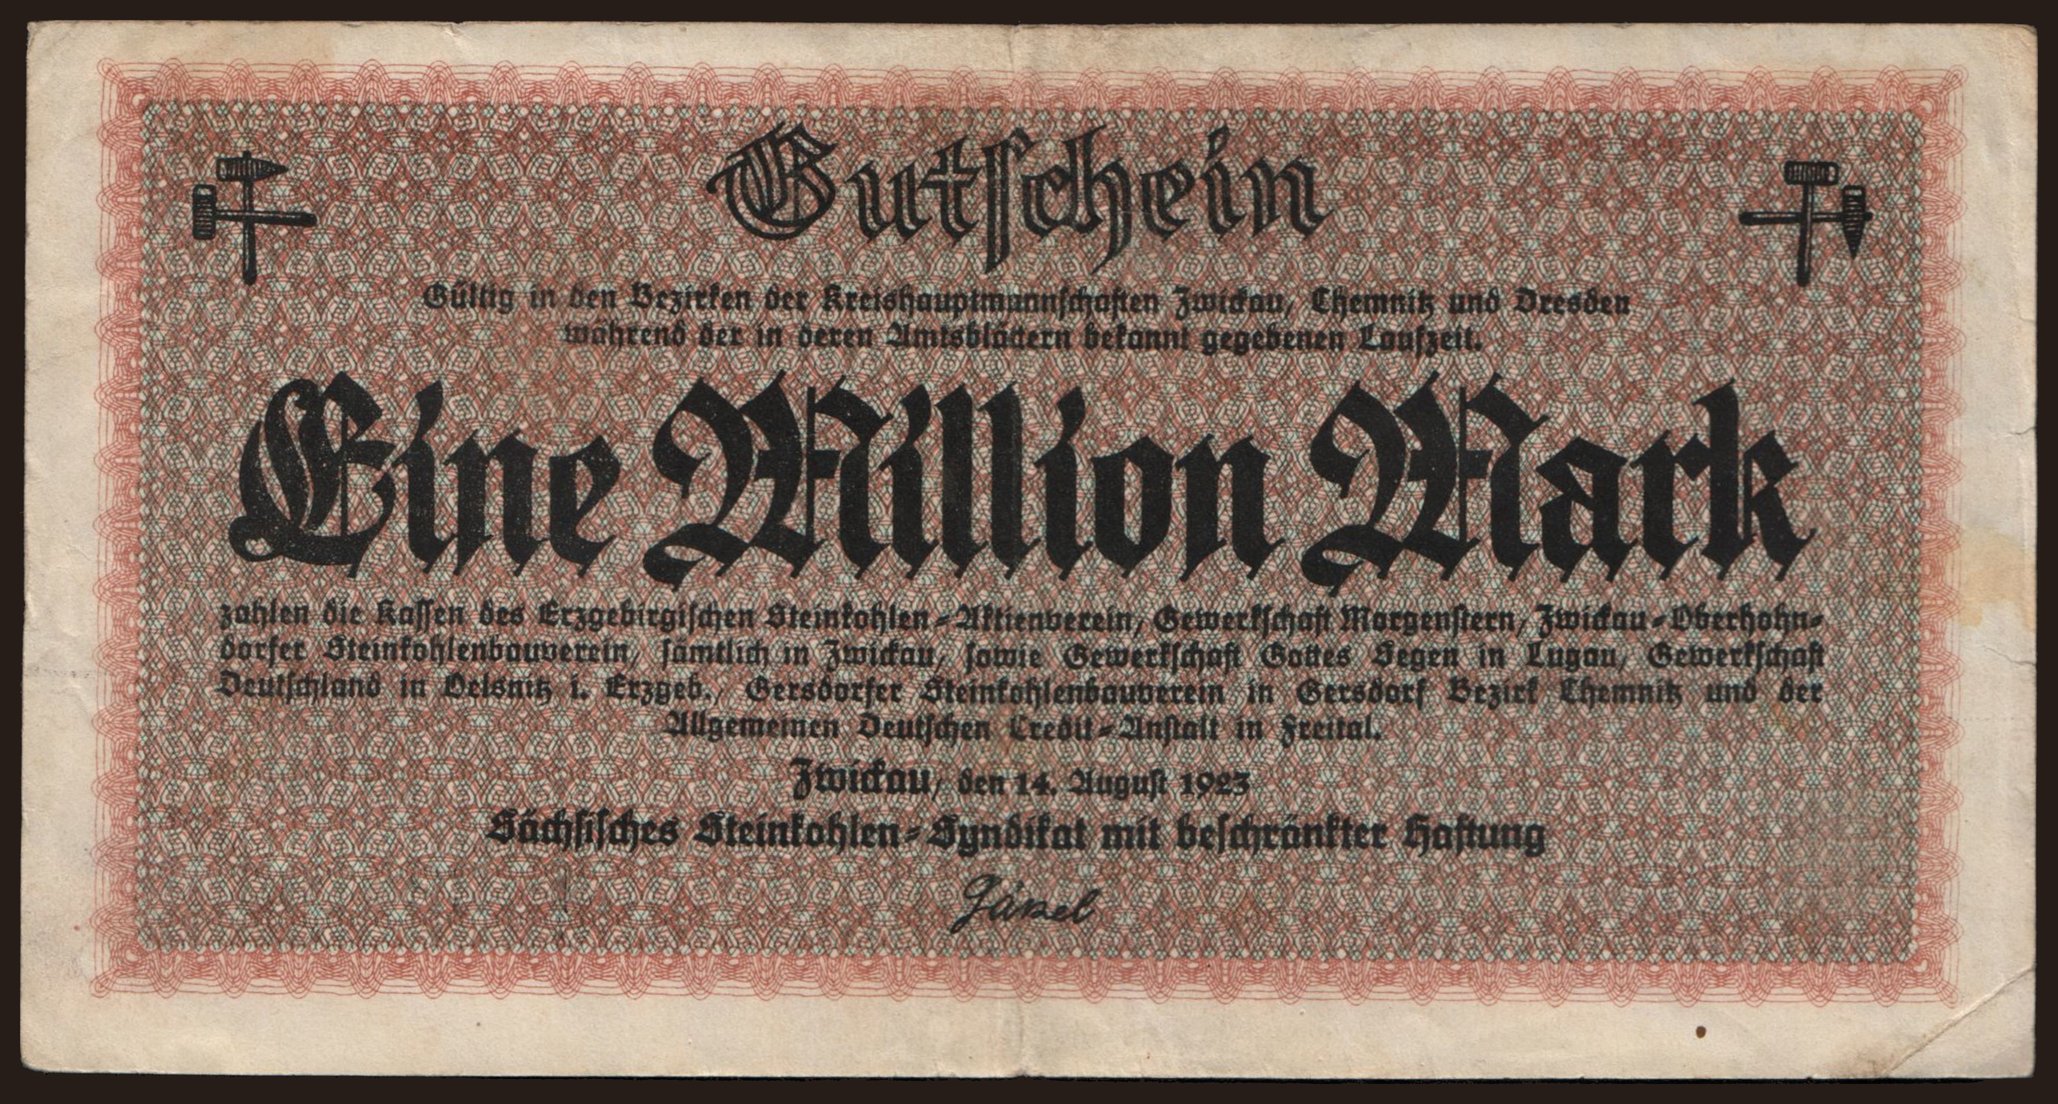 Gutschein
Gültig in den Bezirken der Kreishauptmannschaften Zwickau, Chemnitz und Dresden
während der in deren Amtsblättern bekannt gegebenen Laufzeit.
Eine Million Mark
zahlen die Kassen des Erzgebirgischen Steinkohlen-Aktienverein, Gewerkschaft Morgenstern, Zwickau-Oberhohn-
dorfer Steinkohlenbauverein, sämtlich in Zwickau, sowie Gewerkschaft Gottes Segen in Lugau, Gewerkschaft
Deutschland in Oelsnitz i. Erzgeb., Gersdorfer Steinkohlenbauverein in Gersdorf Bezirk Chemnitz und der
Allgemeinen Deutschen Credit-Anstalt in Freital.
Zwickau, den 14. August 1923
Sächsisches Steinkohlen-Syndikat mit beschränkter Haftung